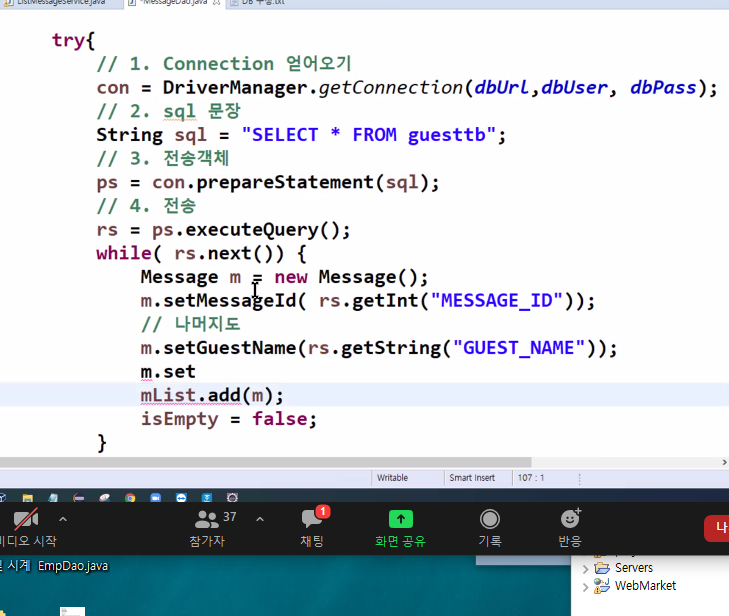 ListMessageService.java *MessageDao.java DB 구성.txt
try{
// 1. Connection 얻어오기
con = DriverManager.getConnection(dbUrl,dbUser, dbPass);
// 2. sql 문장
String sql = "SELECT * FROM guesttb";
// 3. 전송객체
ps = con.prepareStatement(sql);
// 4. 전송
rs = ps.executeQuery();
while( rs.next()) {
Message m = new Message();
m.setMessageId( rs.getInt("MESSAGE_ID"));
// 나머지도
m.setGuestName(rs.getString("GUEST_NAME"));
m.set
mList.add(m);
isEmpty = false;
}
Writable Smart Insert 107 : 1
37 1
비디오 시작 참가자 채팅 화면 공유 기록 반응 나
시계 EmpDao.java
Servers
WebMarket